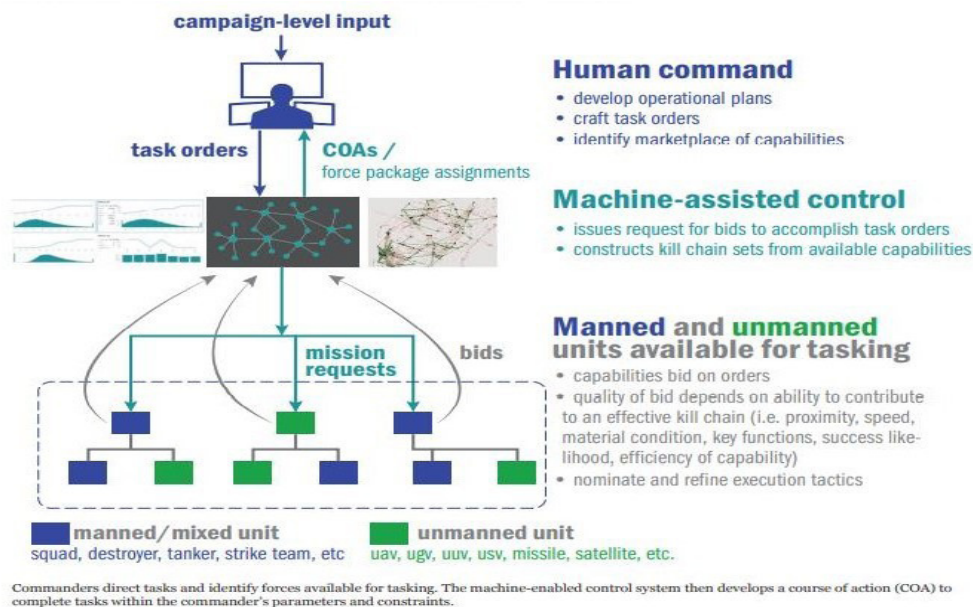 campaign-level input
task orders
COAs /
force package assignments
mission
requests
bids
Human command
• develop operational plans
• craft task orders
• identify marketplace of capabilities
Machine-assisted control
• issues request for bids to accomplish task orders
• constructs kill chain sets from available capabilities
Manned and unmanned
units available for tasking
• capabilities bid on orders
• quality of bid depends on ability to contribute
to an effective kill chain (i.e. proximity, speed,
material condition, key functions, success like-
lihood, efficiency of capability)
• nominate and refine execution tactics
manned/mixed unit
squad, destroyer, tanker, strike team, etc
unmanned unit
uav, ugv, uuv, usv, missile, satellite, etc.
Commanders direct tasks and identify forces available for tasking. The machine-enabled control system then develops a course of action (COA) to
complete tasks within the commander's parameters and constraints.